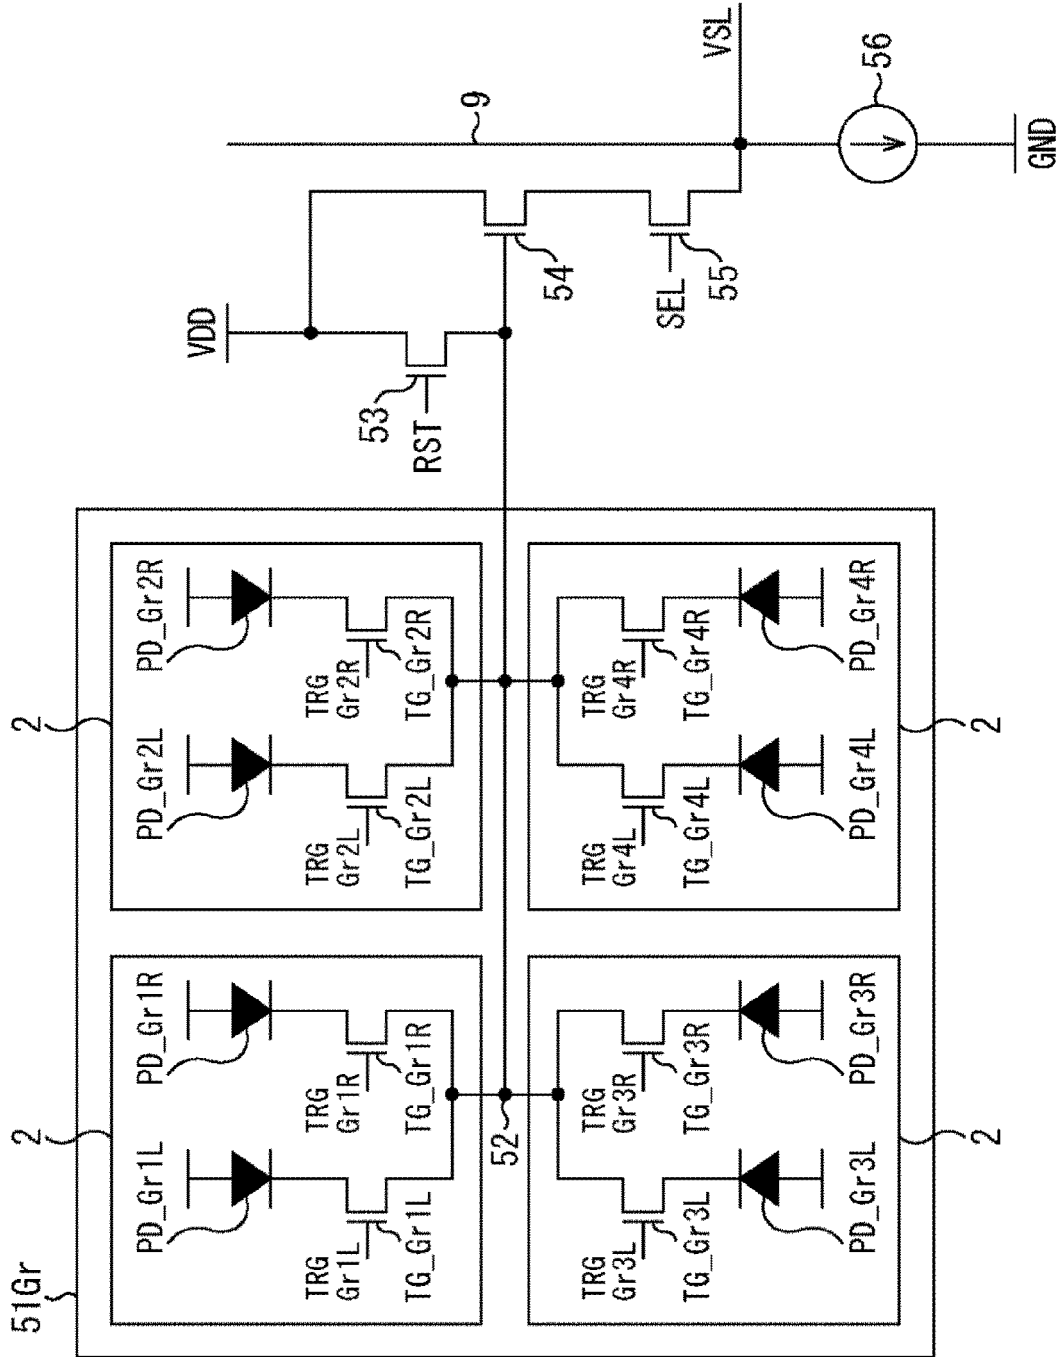 51Gr
2
PD_Gr1L
PD_Gr1R
TRG
Gr1L
TG_Gr1L
TRG
Gr1R
TG_Gr1R
2
PD_Gr2L
PD_Gr2R
TRG
Gr2L
TG_Gr2L
TRG
Gr2R
TG_Gr2R
52
TRG
Gr3L
TG_Gr3L
TRG
Gr3R
TG_Gr3R
PD_Gr3L
PD_Gr3R
2
TRG
Gr4L
TG_Gr4L
TRG
Gr4R
TG_Gr4R
PD_Gr4L
PD_Gr4R
2
VDD
53
RST
54
SEL
55
9
VSL
56
GND